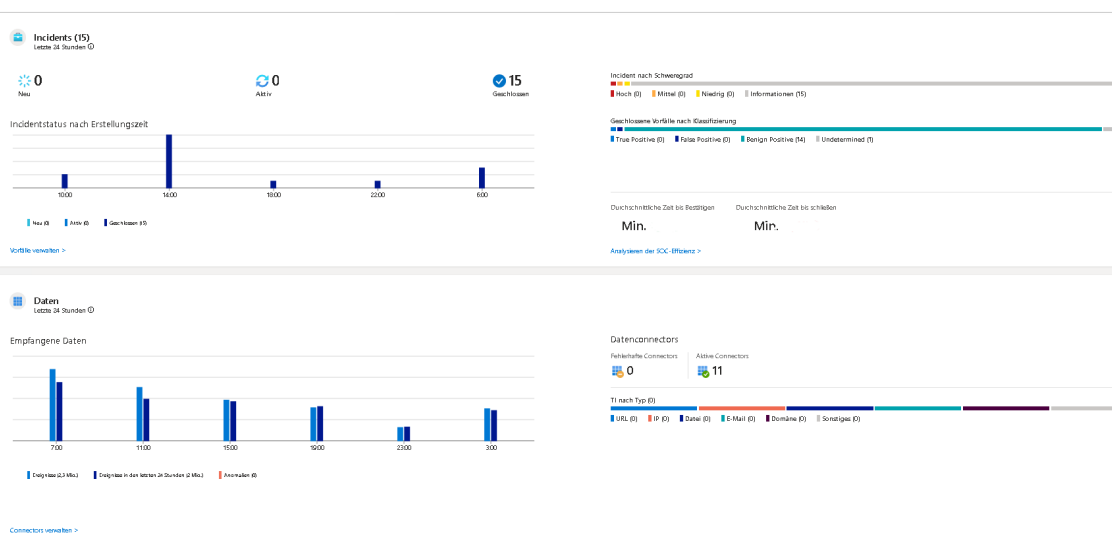 Incidents (15)
Letzte 24 Stunden
0
Neu
0
Aktiv
15
Geschlossen
Incidentstatus nach Erstellungszeit
10:00 14:00 18:00 22:00 6:00
Neu (0) Aktiv (0) Geschlossen (15)
Vorfälle verwalten >
Incident nach Schweregrad
Hoch (0) Mittel (0) Niedrig (0) Informationen (15)
Geschlossene Vorfälle nach Klassifizierung
True Positive (0) False Positive (0) Benign Positive (14) Undetermined (1)
Durchschnittliche Zeit bis Bestätigen
Min.
Durchschnittliche Zeit bis schließen
Min.
Analysieren der SOC-Effizienz >
Daten
Letzte 24 Stunden
Empfangene Daten
7:00 11:00 15:00 19:00 23:00 3:00
Ereignisse (2,3 Mio.) Ereignisse in den letzten 24 Stunden (2 Mio.) Anomalien (0)
Connectors verwalten >
Datenconnectors
Fehlerhafte Connectors
0
Aktive Connectors
11
TI nach Typ (0)
URL (0) IP (0) Datei (0) E-Mail (0) Domäne (0) Sonstiges (0)